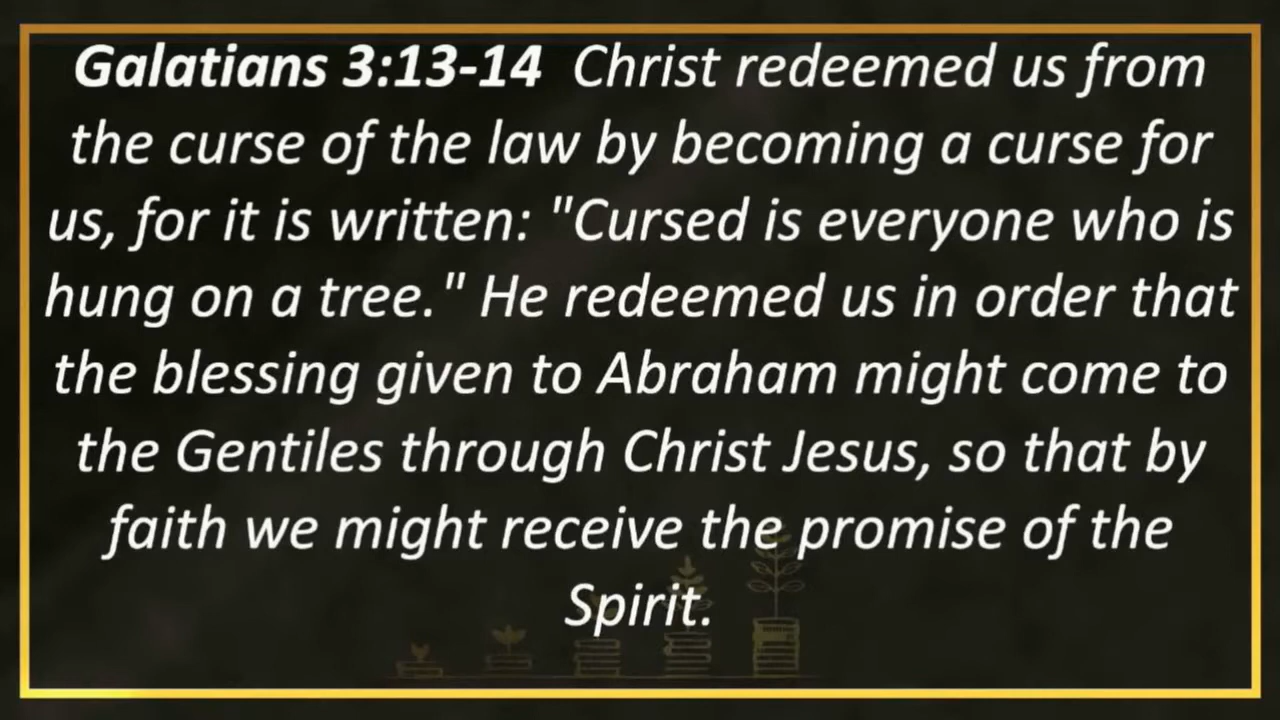 Galatians 3:13-14 Christ redeemed us from
the curse of the law by becoming a curse for
us, for it is written: "Cursed is everyone who is
hung on a tree." He redeemed us in order that
the blessing given to Abraham might come to
the Gentiles through Christ Jesus, so that by
faith we might receive the promise of the
Spirit.